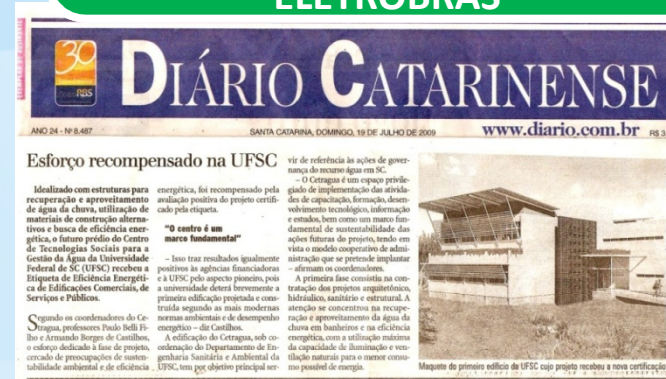 ELETROBRAS
30
RBS
DIÁRIO CATARINENSE
ANO 24 - Nº 8.487
SANTA CATARINA, DOMINGO, 19 DE JULHO DE 2009
www.diario.com.br
R$ 3
Esforço recompensado na UFSC
Idealizado com estruturas para
recuperação e aproveitamento
de água da chuva, utilização de
materiais de construção alterna-
tivos e busca de eficiência ener-
gética, o futuro prédio do Centro
de Tecnologias Sociais para a
Gestão da Água da Universidade
Federal de SC (UFSC) recebeu a
Etiqueta de Eficiência Energéti-
ca de Edificações Comerciais, de
Serviços e Públicos.
Segundo os coordenadores do Ce-
tragua, professores Paulo Belli Fi-
lho e Armando Borges de Castilhos,
o esforço dedicado à fase de projeto,
cercado de preocupações de susten-
tabilidade ambiental e de eficiência
energética, foi recompensado pela
avaliação positiva do projeto certifi-
cado pela etiqueta.
"O centro é um
marco fundamental"
– Isso traz resultados igualmente
positivos às agências financiadoras
e à UFSC pelo aspecto pioneiro, pois
a universidade deterá brevemente a
primeira edificação projetada e cons-
truída segundo as mais modernas
normas ambientais e de desempenho
energético – diz Castilhos.
A edificação do Cetragua, sob co-
ordenação do Departamento de En-
genharia Sanitária e Ambiental da
UFSC, tem por objetivo principal ser-
vir de referência às ações de gover-
nança do recurso água em SC.
– O Cetragua é um espaço privile-
giado de implementação das ativida-
des de capacitação, formação, desen-
volvimento tecnológico, informação
e estudos, bem como um marco fun-
damental de sustentabilidade das
ações futuras de projeto, tendo em
vista o modelo cooperativo de admi-
nistração que se pretende implantar
– afirmam os coordenadores.
A primeira fase consistiu na con-
tratação dos projetos arquitetônico,
hidráulico, sanitário e estrutural. A
atenção se concentrou na recupe-
ração e aproveitamento da água da
chuva em banheiros e na eficiência
energética, com a utilização máxima
da capacidade de iluminação e ven-
tilação naturais para o menor consu-
mo possível de energia.
Maquete do primeiro edifício da UFSC cujo projeto recebeu a nova certificação